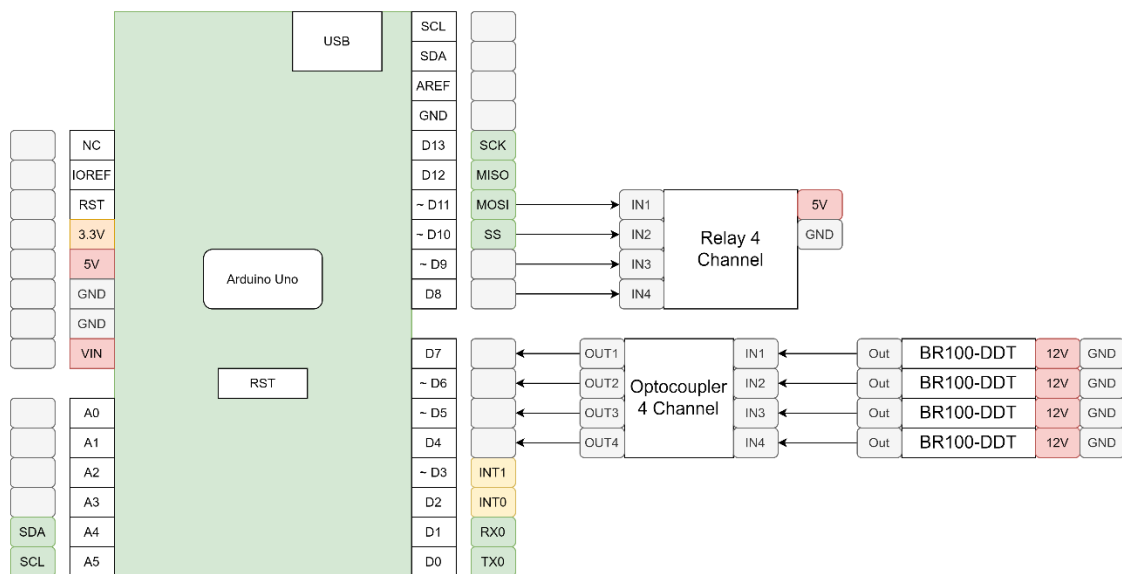 USB
SCL
SDA
AREF
GND
NC
D13
SCK
IOREF
D12
MISO
RST
~ D11
MOSI
IN1
5V
3.3V
~ D10
SS
IN2
Relay 4
Channel
GND
5V
Arduino Uno
~ D9
IN3
GND
D8
IN4
GND
VIN
D7
OUT1
IN1
Out
BR100-DDT
12V
GND
RST
~ D6
OUT2
Optocoupler
4 Channel
IN2
Out
BR100-DDT
12V
GND
A0
~ D5
OUT3
IN3
Out
BR100-DDT
12V
GND
A1
D4
OUT4
IN4
Out
BR100-DDT
12V
GND
A2
~ D3
INT1
A3
D2
INT0
SDA
A4
D1
RX0
SCL
A5
D0
TX0